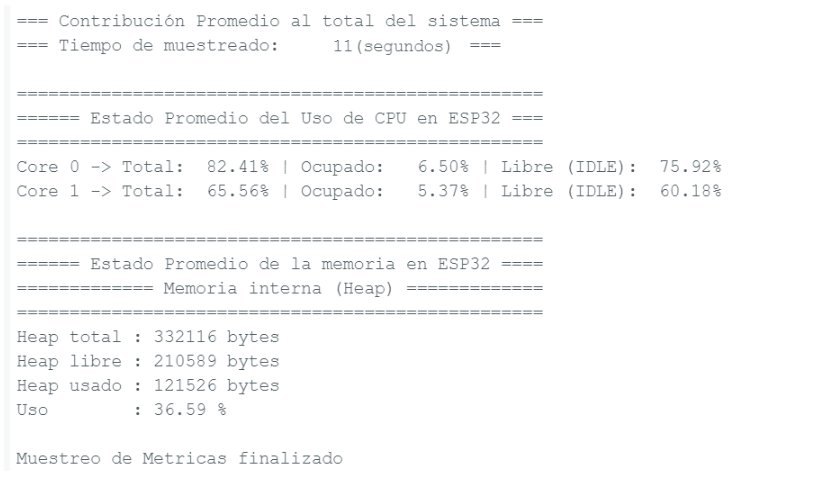 === Contribución Promedio al total del sistema ===
=== Tiempo de muestreado:     11(segundos) ===
==================================================
====== Estado Promedio del Uso de CPU en ESP32 ===
==================================================
Core 0 -> Total:  82.41% | Ocupado:   6.50% | Libre (IDLE):  75.92%
Core 1 -> Total:  65.56% | Ocupado:   5.37% | Libre (IDLE):  60.18%
==================================================
====== Estado Promedio de la memoria en ESP32 ====
============= Memoria interna (Heap) =============
==================================================
Heap total : 332116 bytes
Heap libre : 210589 bytes
Heap usado : 121526 bytes
Uso        : 36.59 %
Muestreo de Metricas finalizado